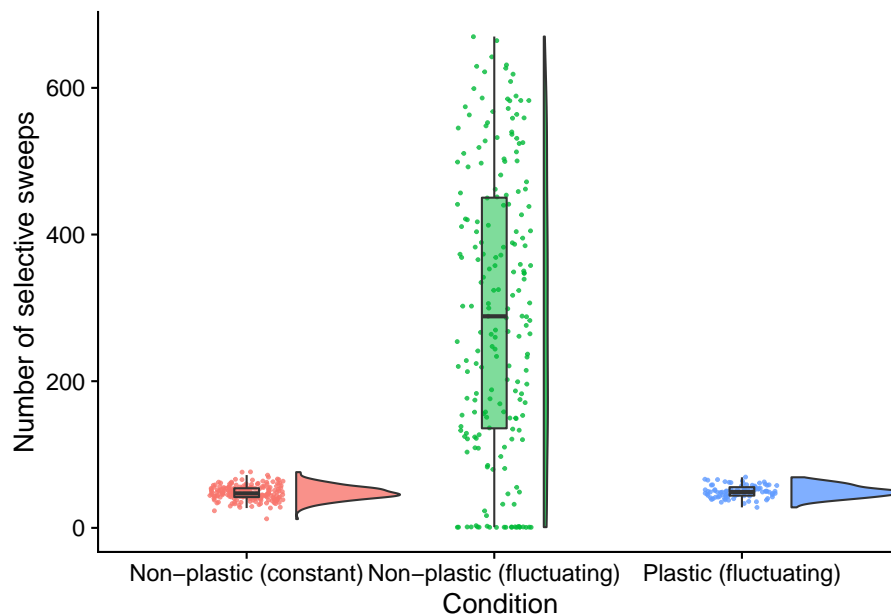 Number of selective sweeps
600
400
200
0
Non−plastic (constant) Non−plastic (fluctuating) Plastic (fluctuating)
Condition